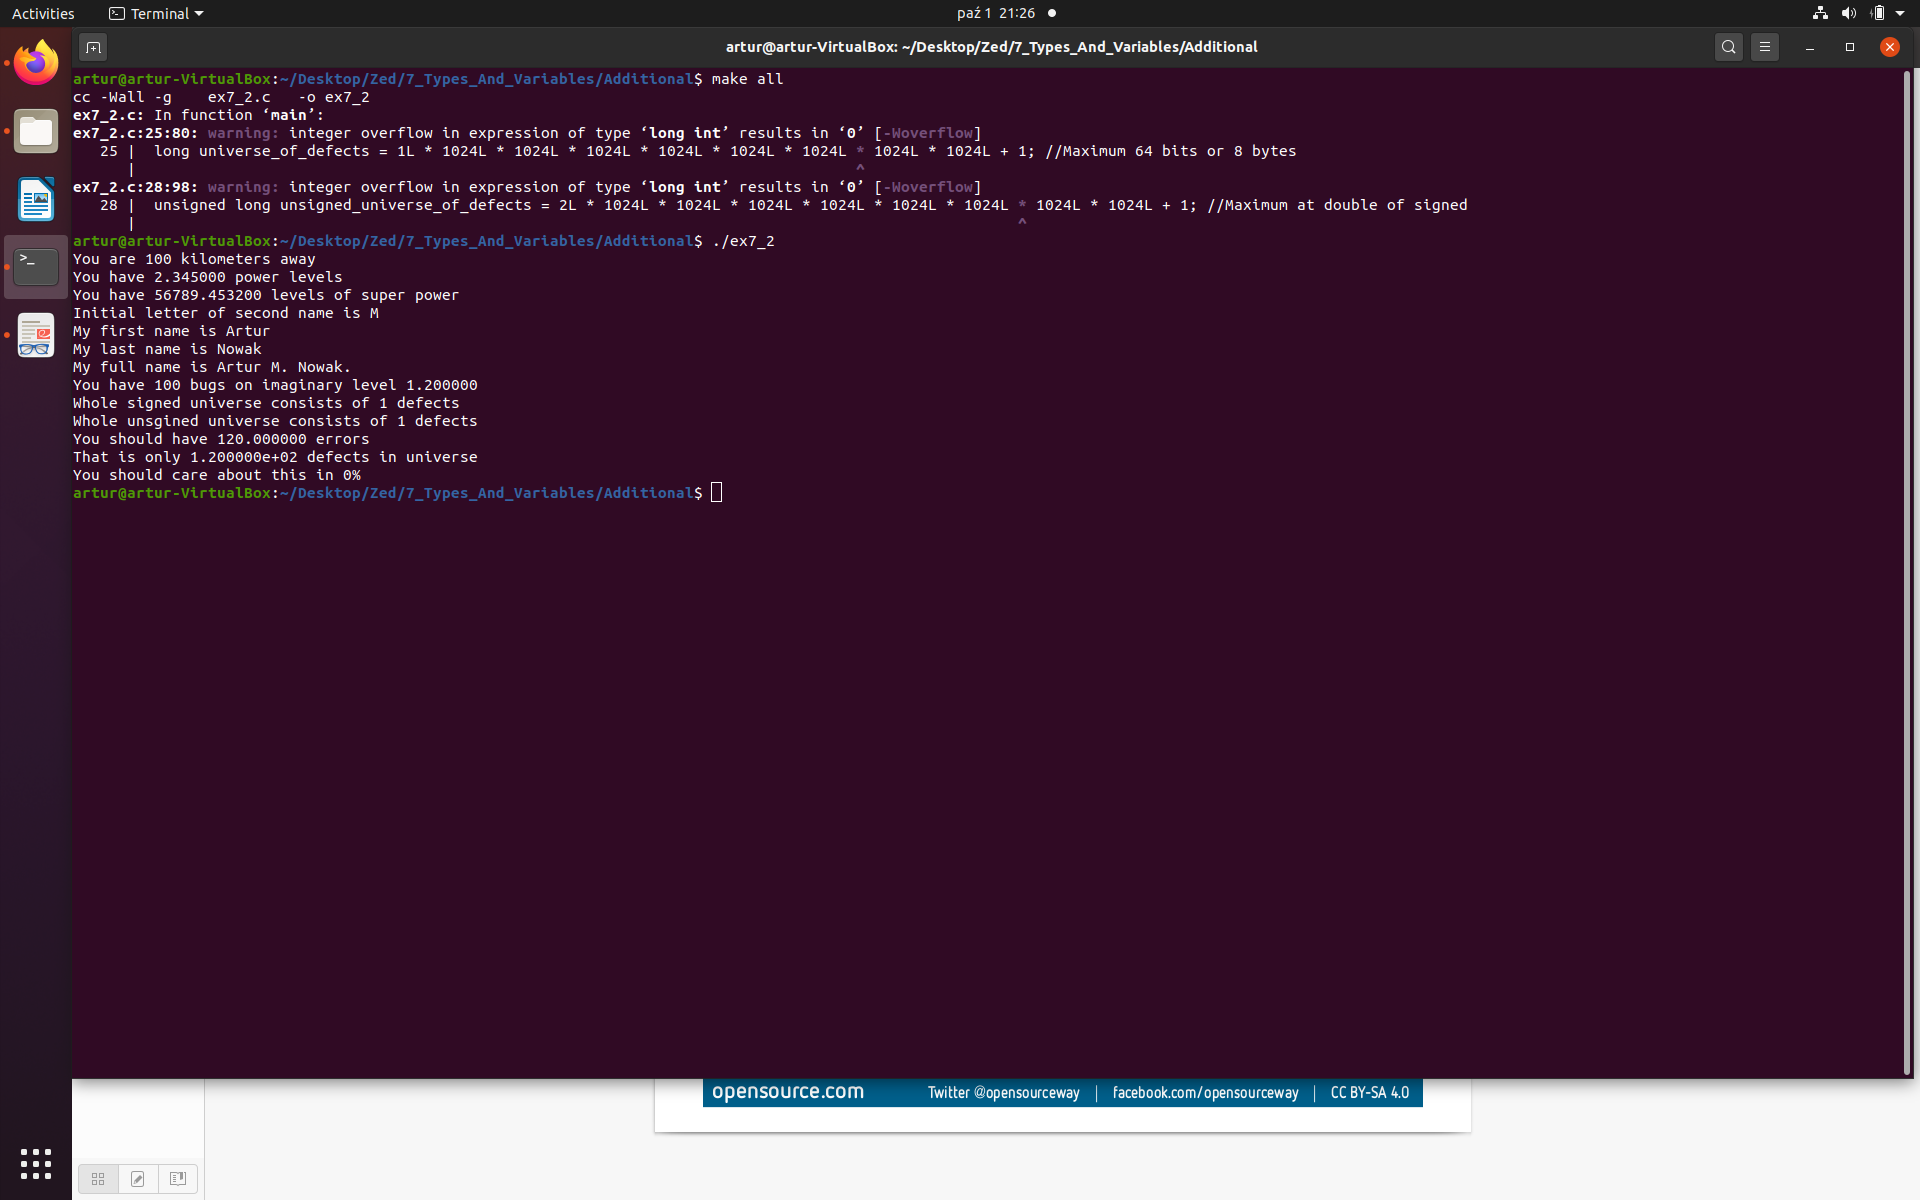 Activities
Terminal
paź 1 21:26
artur@artur-VirtualBox: ~/Desktop/Zed/7_Types_And_Variables/Additional
artur@artur-VirtualBox:~/Desktop/Zed/7_Types_And_Variables/Additional$ make all
cc -Wall -g    ex7_2.c   -o ex7_2
ex7_2.c: In function ‘main’:
ex7_2.c:25:80: warning: integer overflow in expression of type ‘long int’ results in ‘0’ [-Woverflow]
   25 |  long universe_of_defects = 1L * 1024L * 1024L * 1024L * 1024L * 1024L * 1024L * 1024L * 1024L + 1; //Maximum 64 bits or 8 bytes
      |                                                                                ^
ex7_2.c:28:98: warning: integer overflow in expression of type ‘long int’ results in ‘0’ [-Woverflow]
   28 |  unsigned long unsigned_universe_of_defects = 2L * 1024L * 1024L * 1024L * 1024L * 1024L * 1024L * 1024L * 1024L + 1; //Maximum at double of signed
      |                                                                                                  ^
artur@artur-VirtualBox:~/Desktop/Zed/7_Types_And_Variables/Additional$ ./ex7_2
You are 100 kilometers away
You have 2.345000 power levels
You have 56789.453200 levels of super power
Initial letter of second name is M
My first name is Artur
My last name is Nowak
My full name is Artur M. Nowak.
You have 100 bugs on imaginary level 1.200000
Whole signed universe consists of 1 defects
Whole unsgined universe consists of 1 defects
You should have 120.000000 errors
That is only 1.200000e+02 defects in universe
You should care about this in 0%
artur@artur-VirtualBox:~/Desktop/Zed/7_Types_And_Variables/Additional$
opensource.com Twitter @opensourceway | facebook.com/opensourceway | CC BY-SA 4.0